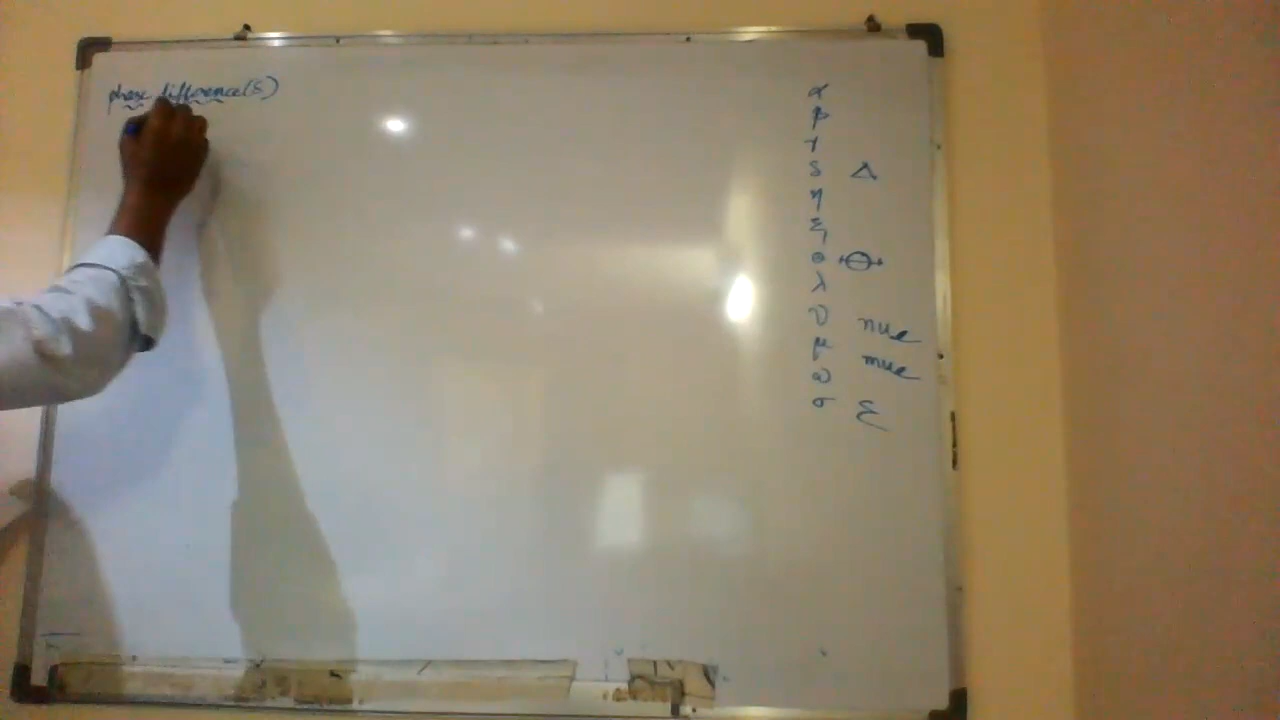 phase difference(δ)
α
β
γ
δ Δ
η
ξ
θ Θ
λ
ν nue
μ mue
σ Σ